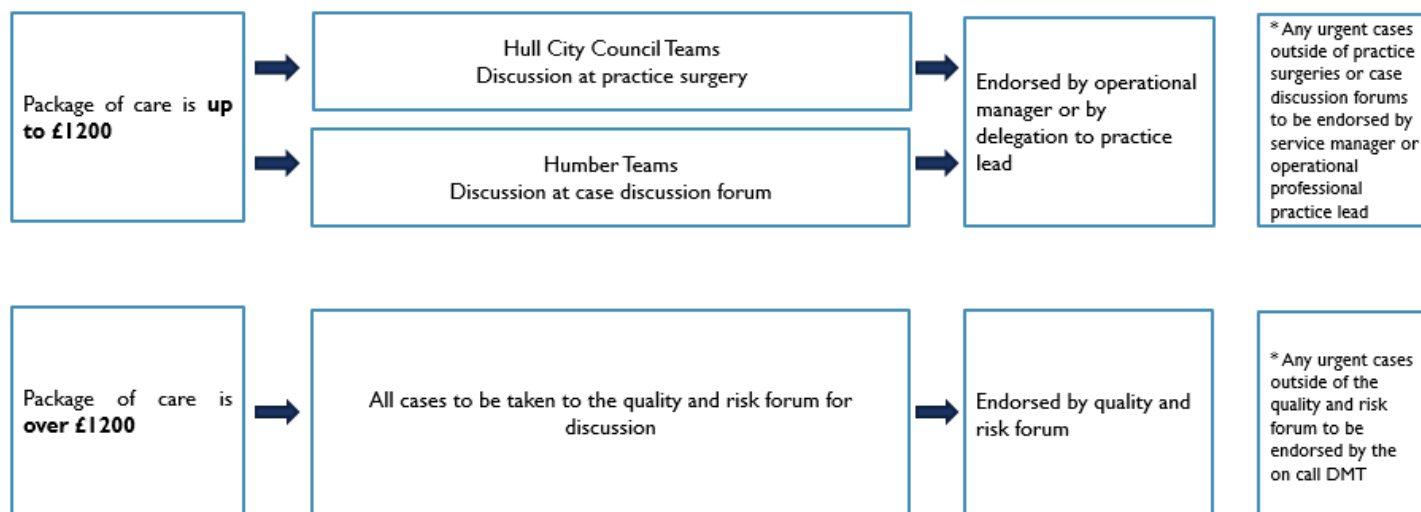 Package of care is up
to £1200
Hull City Council Teams
Discussion at practice surgery
Humber Teams
Discussion at case discussion forum
Endorsed by operational
manager or by
delegation to practice
lead
* Any urgent cases
outside of practice
surgeries or case
discussion forums
to be endorsed by
service manager or
operational
professional
practice lead
Package of care is
over £1200
All cases to be taken to the quality and risk forum for
discussion
Endorsed by quality and
risk forum
* Any urgent cases
outside of the
quality and risk
forum to be
endorsed by the
on call DMT